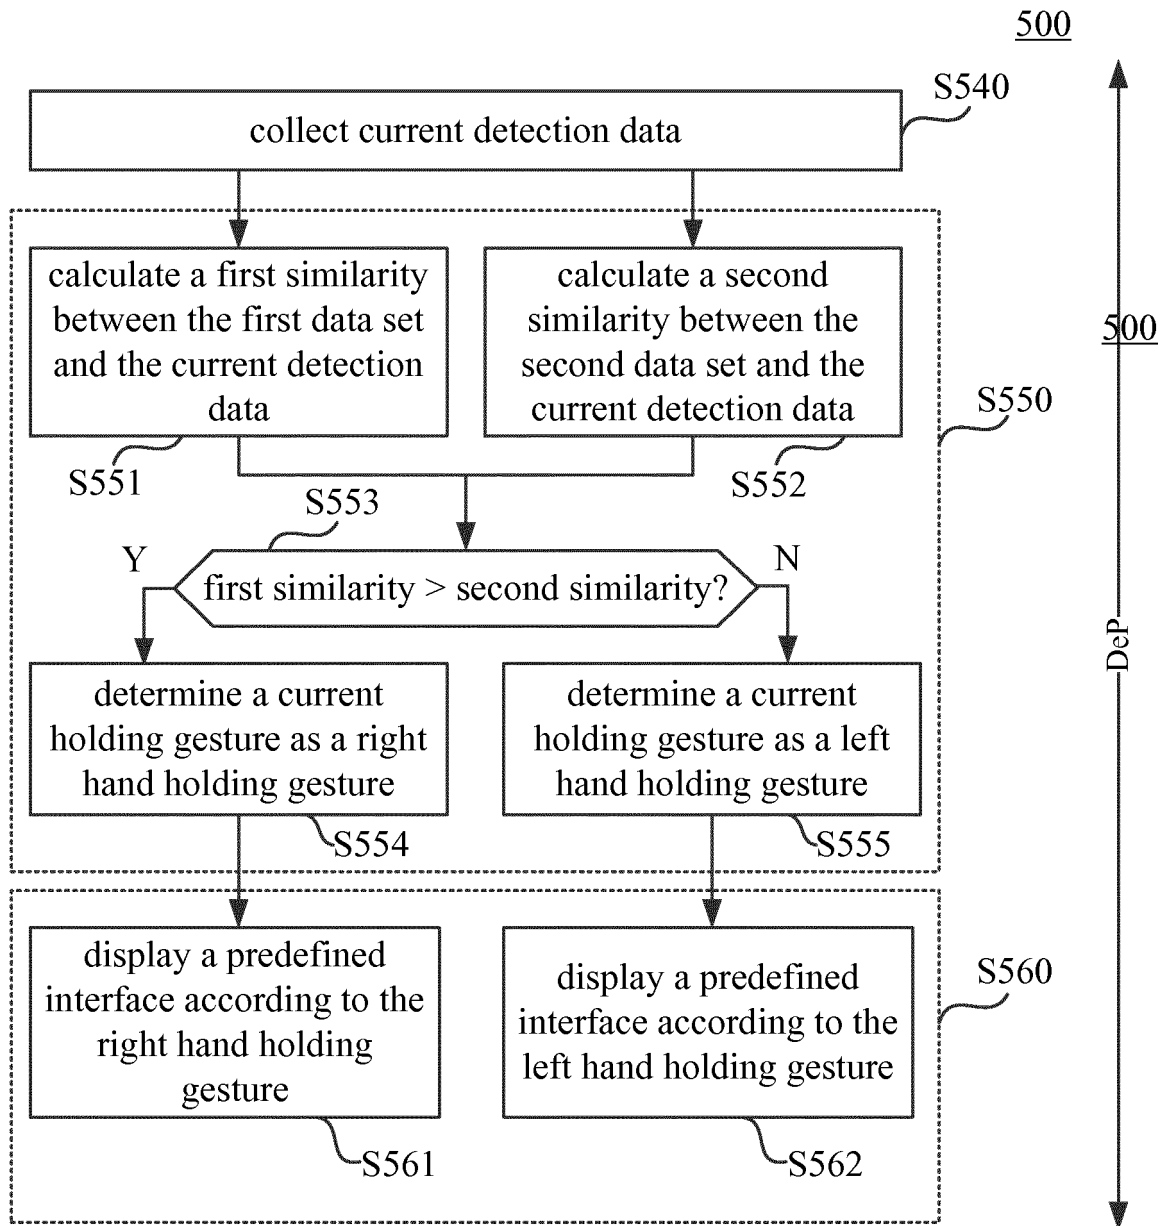 500
S540
collect current detection data
calculate a first similarity
between the first data set
and the current detection
data
calculate a second
similarity between the
second data set and the
current detection data
500
S550
S551
S552
S553
Y
N
first similarity > second similarity?
DeP
determine a current
holding gesture as a right
hand holding gesture
determine a current
holding gesture as a left
hand holding gesture
S554
S555
display a predefined
interface according to the
right hand holding
gesture
display a predefined
interface according to the
left hand holding gesture
S560
S561
S562